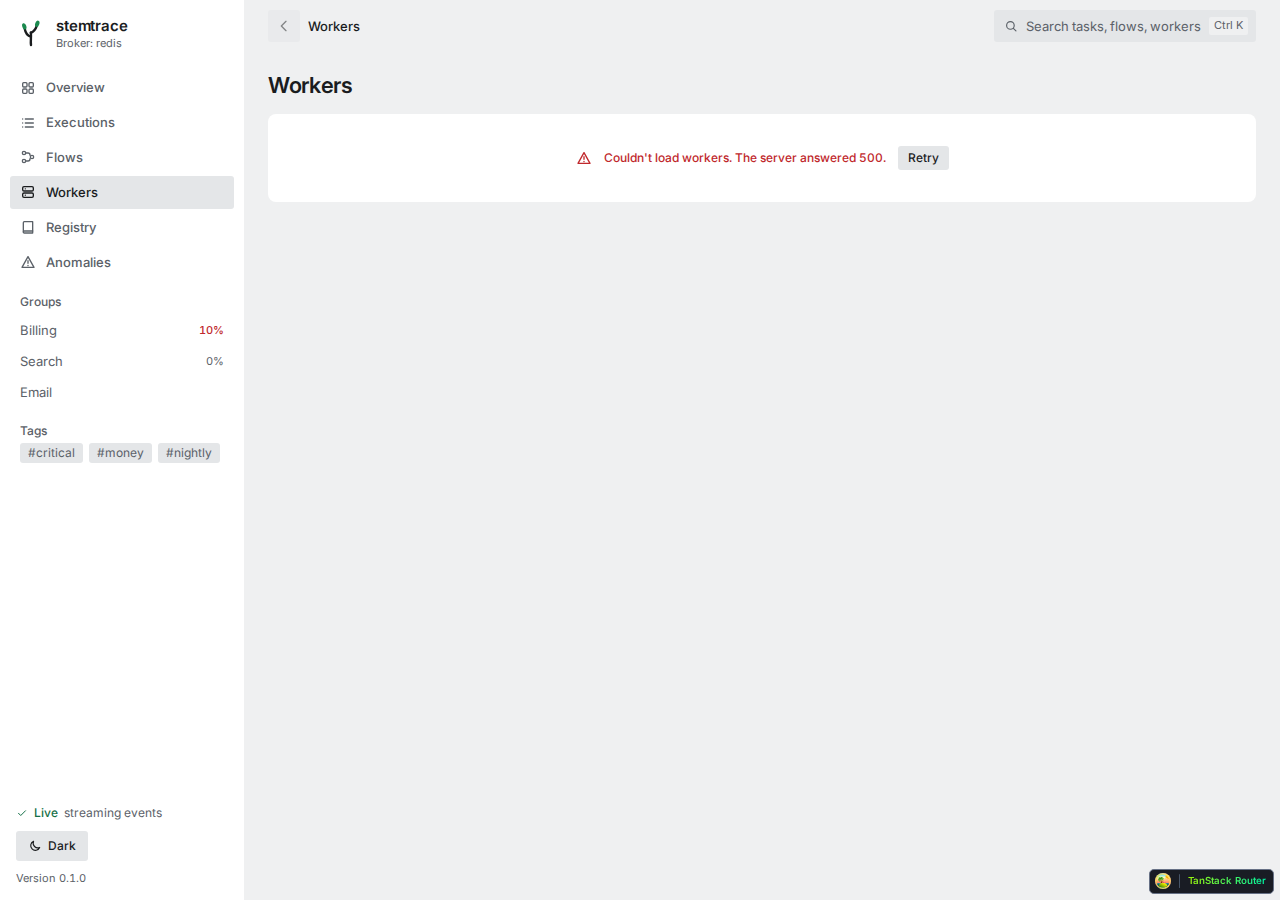 stemtrace
Broker: redis
Overview
Executions
Flows
Workers
Registry
Anomalies
Groups
Billing 10%
Search 0%
Email
Tags
#critical #money #nightly
Live streaming events
Dark
Version 0.1.0
Workers
Search tasks, flows, workers Ctrl K
Workers
Couldn't load workers. The server answered 500. Retry
TanStack Router